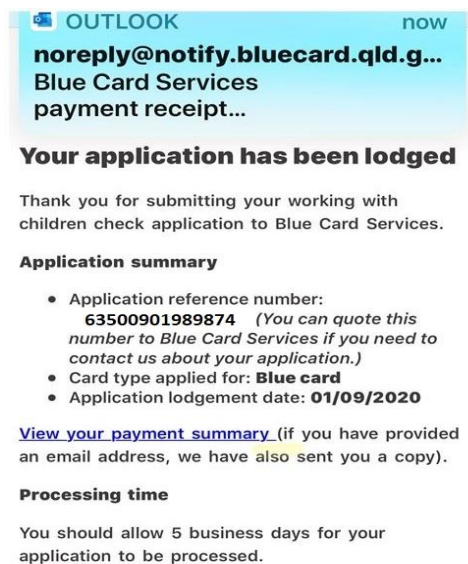 OUTLOOK now
noreply@notify.bluecard.qld.g...
Blue Card Services
payment receipt...
Your application has been lodged
Thank you for submitting your working with
children check application to Blue Card Services.
Application summary
• Application reference number:
63500901989874 (You can quote this
number to Blue Card Services if you need to
contact us about your application.)
• Card type applied for: Blue card
• Application lodgement date: 01/09/2020
View your payment summary (if you have provided
an email address, we have also sent you a copy).
Processing time
You should allow 5 business days for your
application to be processed.